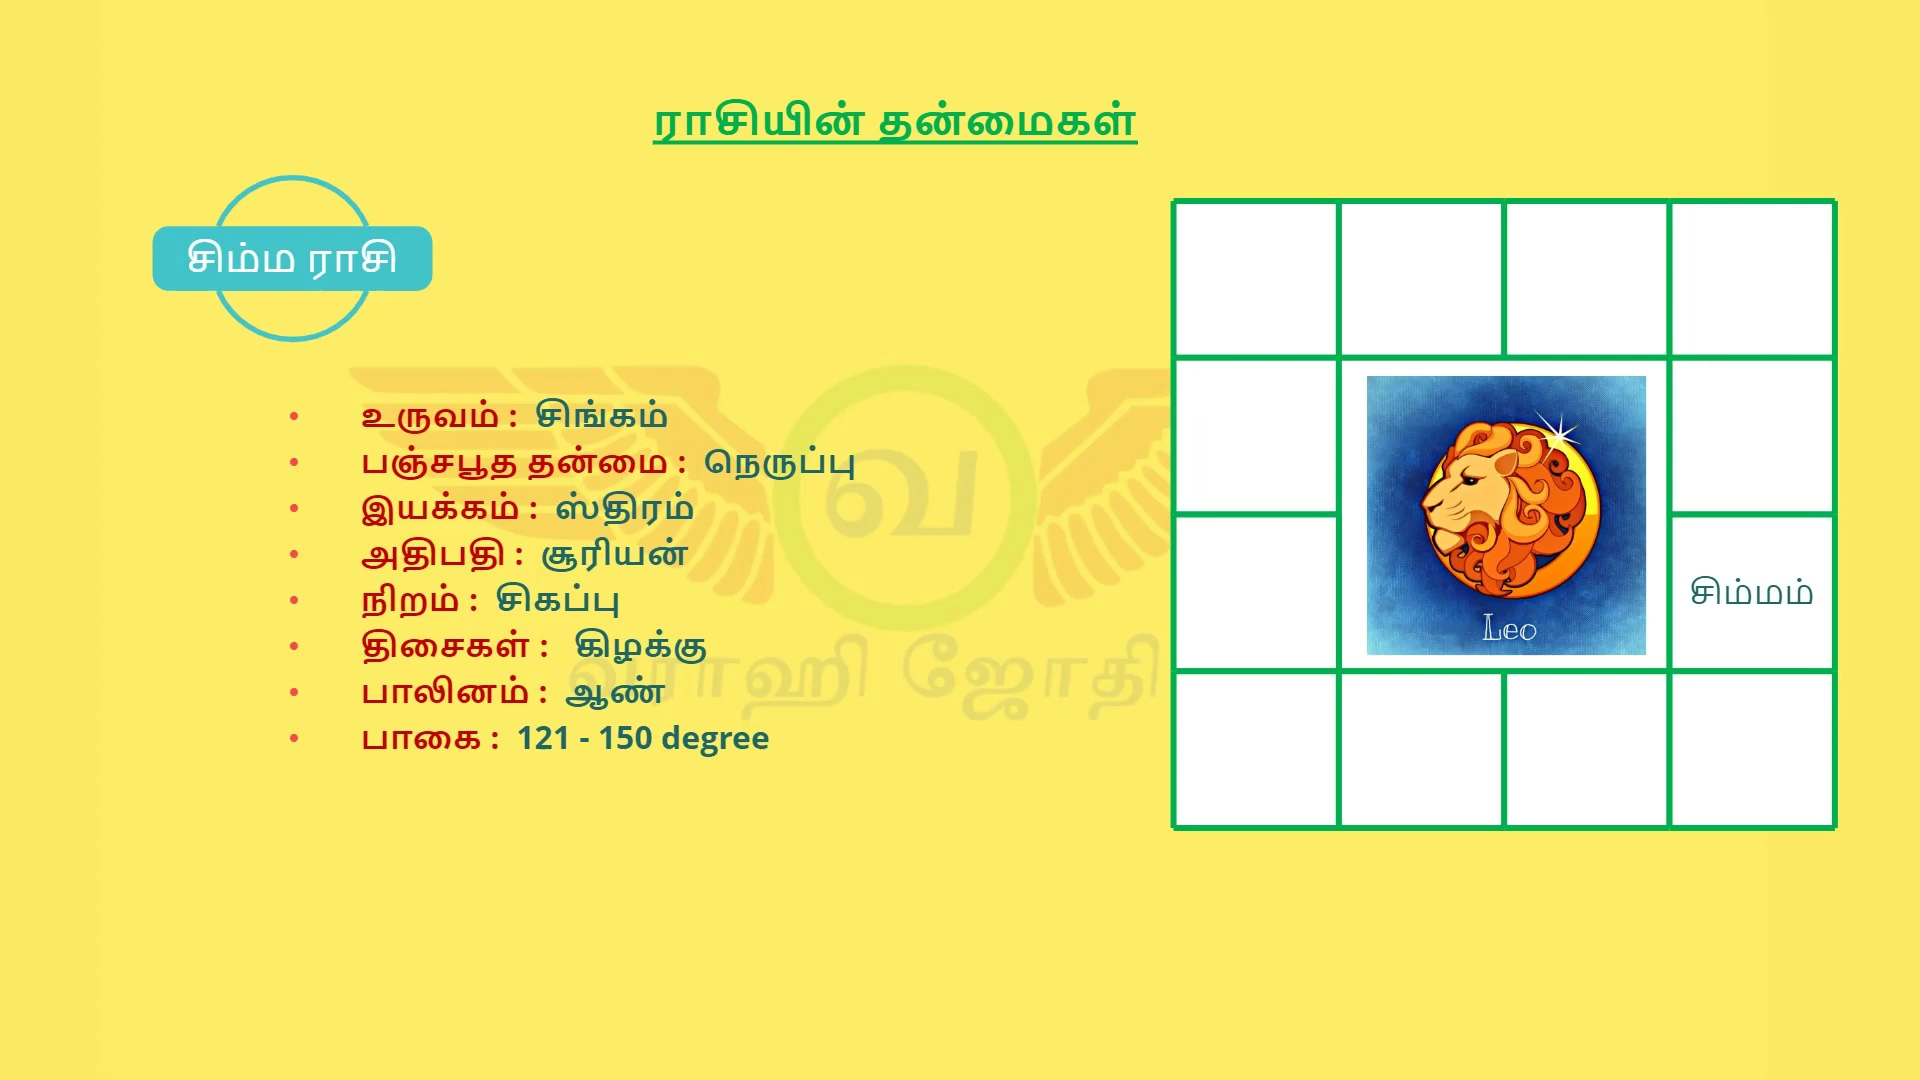 ராசியின் தன்மைகள்
சிம்ம ராசி
• உருவம் : சிங்கம்
• பஞ்சபூத தன்மை : நெருப்பு
• இயக்கம் : ஸ்திரம்
• அதிபதி : சூரியன்
• நிறம் : சிகப்பு
• திசைகள் : கிழக்கு
• பாலினம் : ஆண்
• பாகை : 121 - 150 degree
Leo
சிம்மம்
வ
வராஹி ஜோதி